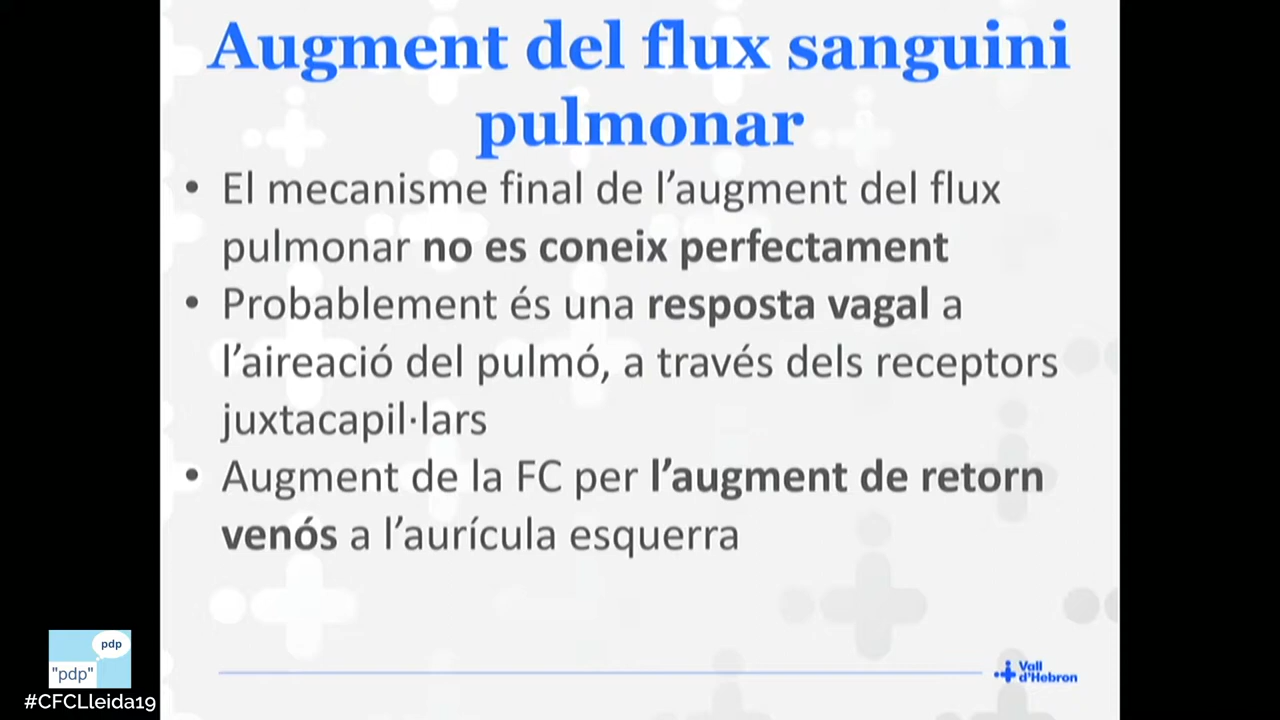 Augment del flux sanguini
pulmonar
• El mecanisme final de l’augment del flux
pulmonar no es coneix perfectament
• Probablement és una resposta vagal a
l’aireació del pulmó, a través dels receptors
juxtacapil·lars
• Augment de la FC per l’augment de retorn
venós a l’aurícula esquerra
pdp
"pdp"
#CFCLleida19
Vall
d’Hebron